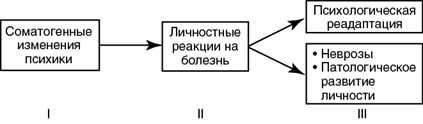 Соматогенные
изменения
психики
Личностные
реакции на
болезнь
Психологическая
реадаптация
• Неврозы
• Патологическое
развитие
личности
I
II
III